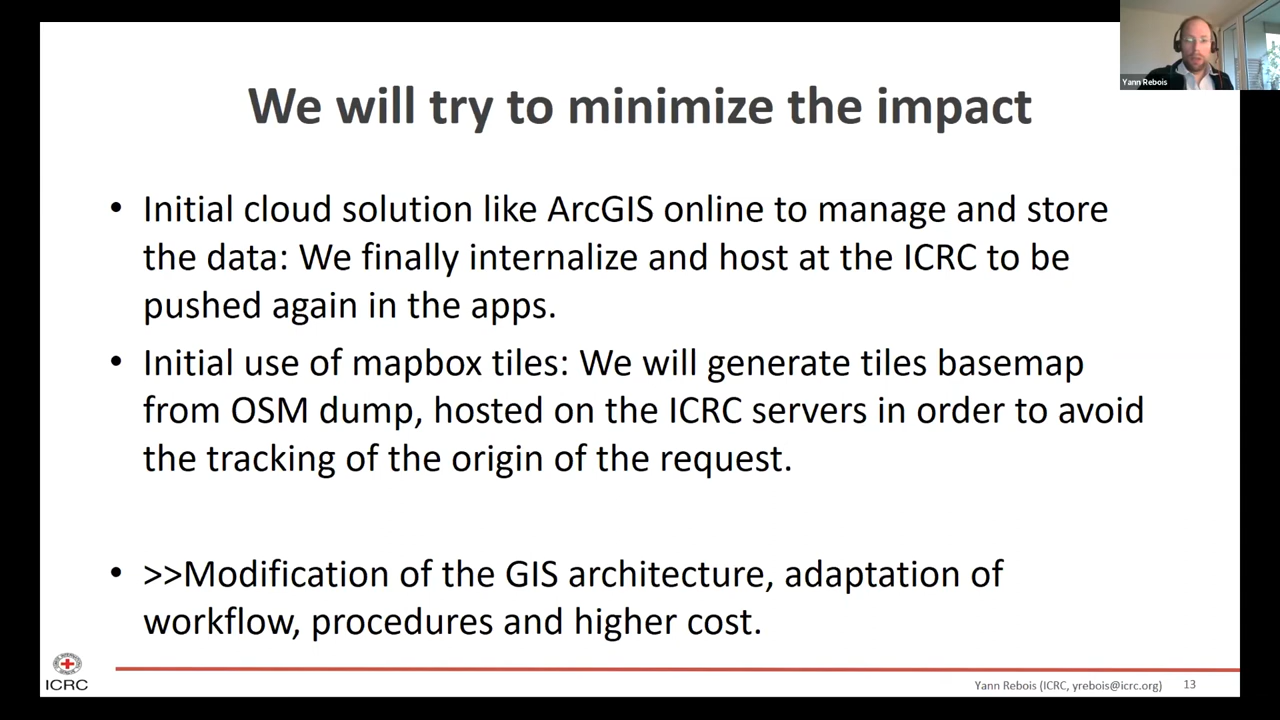 Yann Rebois
We will try to minimize the impact
• Initial cloud solution like ArcGIS online to manage and store
the data: We finally internalize and host at the ICRC to be
pushed again in the apps.
• Initial use of mapbox tiles: We will generate tiles basemap
from OSM dump, hosted on the ICRC servers in order to avoid
the tracking of the origin of the request.
• >>Modification of the GIS architecture, adaptation of
workflow, procedures and higher cost.
ICRC
Yann Rebois (ICRC, yrebois@icrc.org) 13